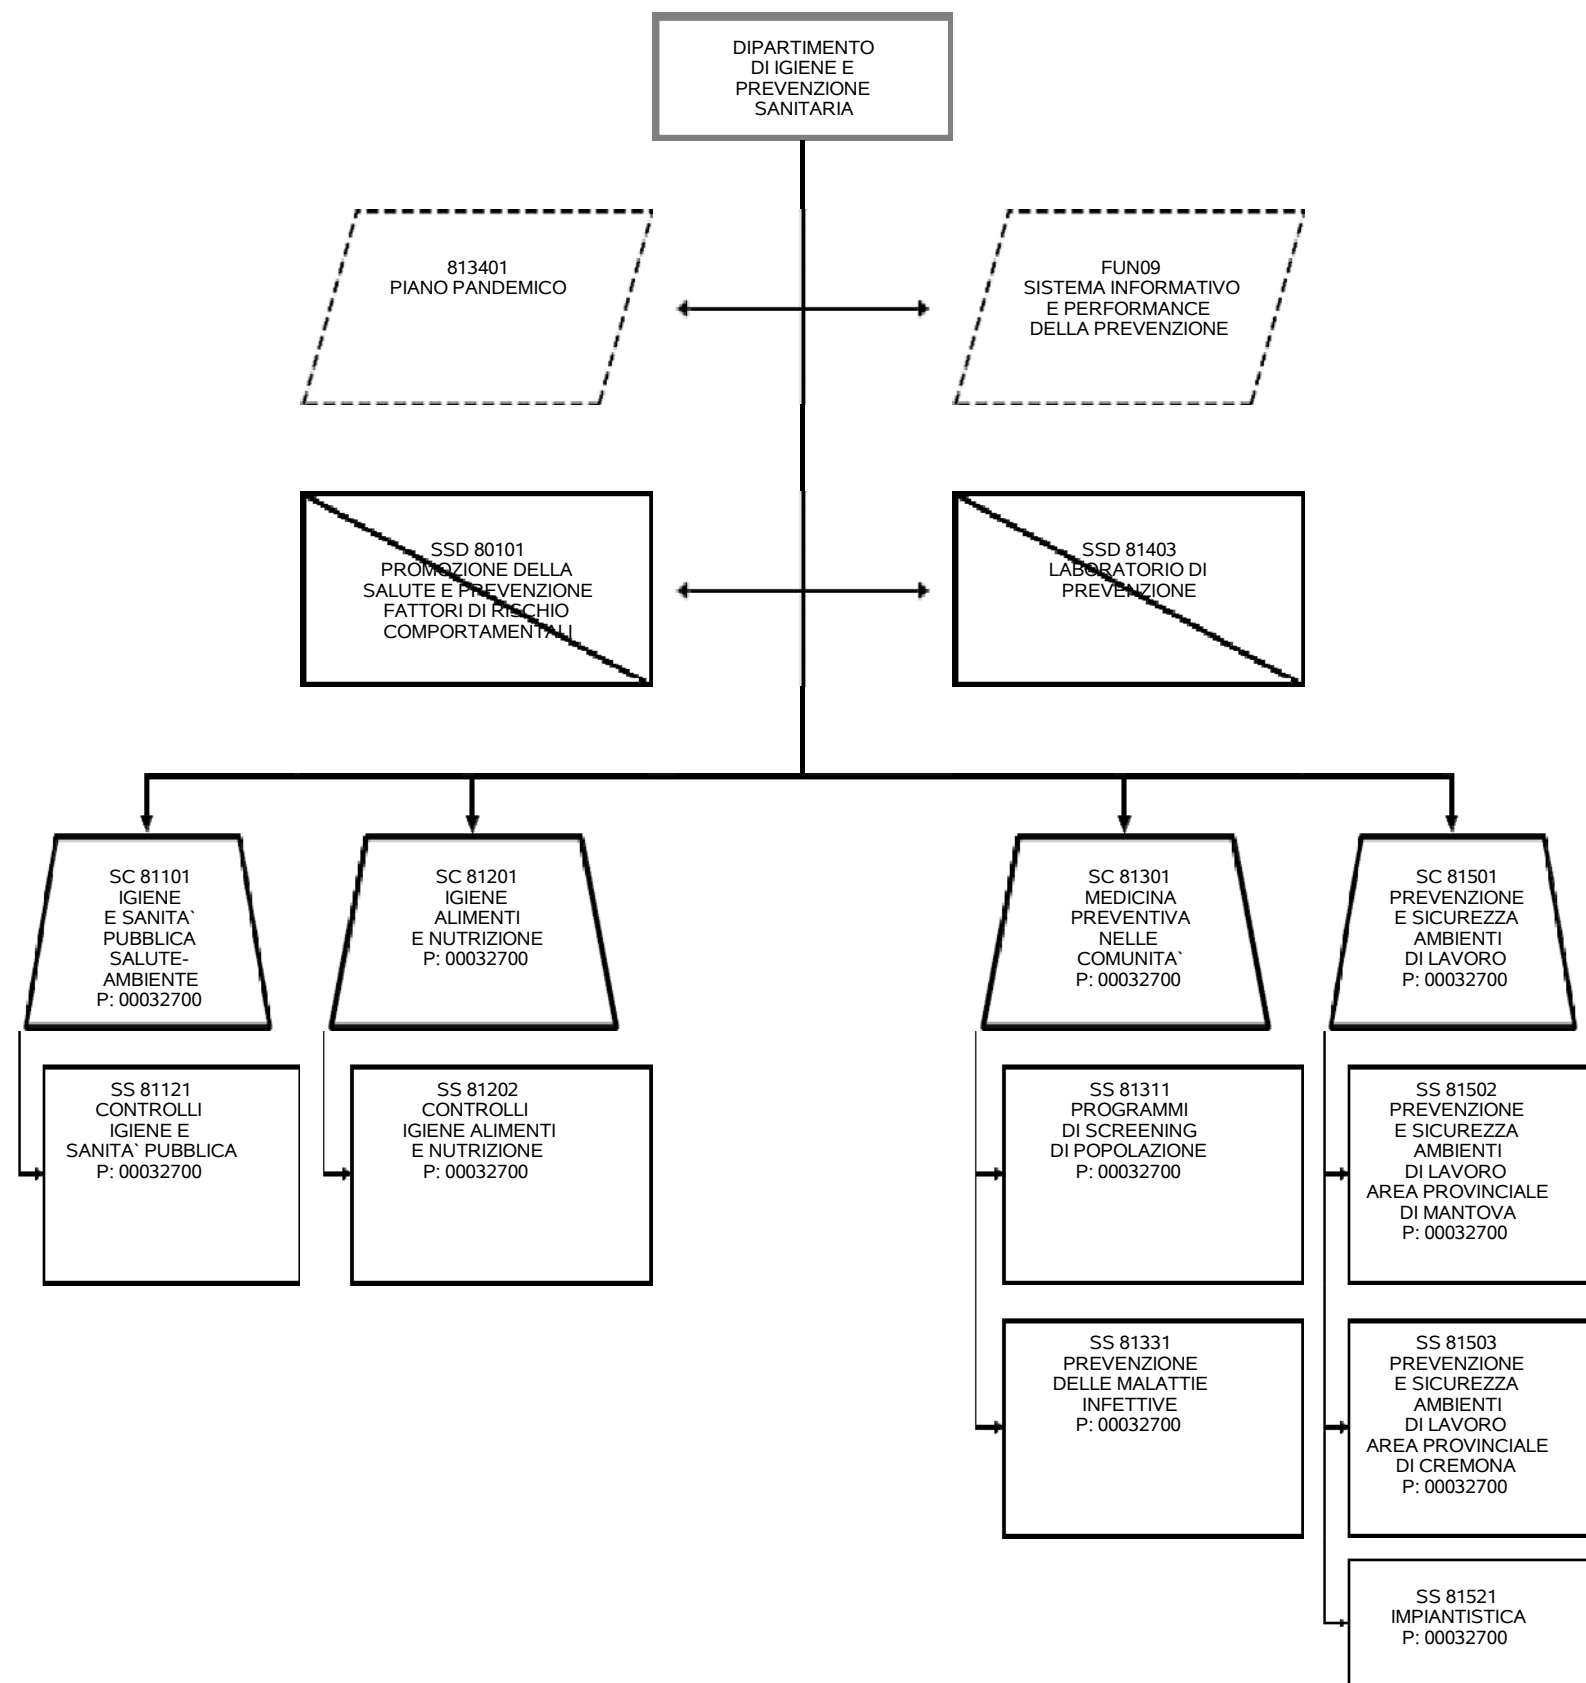 DIPARTIMENTO
DI IGIENE E
PREVENZIONE
SANITARIA
813401
PIANO PANDEMICO
FUN09
SISTEMA INFORMATIVO
E PERFORMANCE
DELLA PREVENZIONE
SSD 80101
PROMOZIONE DELLA
SALUTE E PREVENZIONE
FATTORI DI RISCHIO
COMPORTAMENTALI
SSD 81403
LABORATORIO DI
PREVENZIONE
SC 81101
IGIENE
E SANITA`
PUBBLICA
SALUTE-
AMBIENTE
P: 00032700
SC 81201
IGIENE
ALIMENTI
E NUTRIZIONE
P: 00032700
SC 81301
MEDICINA
PREVENTIVA
NELLE
COMUNITA`
P: 00032700
SC 81501
PREVENZIONE
E SICUREZZA
AMBIENTI
DI LAVORO
P: 00032700
SS 81121
CONTROLLI
IGIENE E
SANITA` PUBBLICA
P: 00032700
SS 81202
CONTROLLI
IGIENE ALIMENTI
E NUTRIZIONE
P: 00032700
SS 81311
PROGRAMMI
DI SCREENING
DI POPOLAZIONE
P: 00032700
SS 81502
PREVENZIONE
E SICUREZZA
AMBIENTI
DI LAVORO
AREA PROVINCIALE
DI MANTOVA
P: 00032700
SS 81331
PREVENZIONE
DELLE MALATTIE
INFETTIVE
P: 00032700
SS 81503
PREVENZIONE
E SICUREZZA
AMBIENTI
DI LAVORO
AREA PROVINCIALE
DI CREMONA
P: 00032700
SS 81521
IMPIANTISTICA
P: 00032700